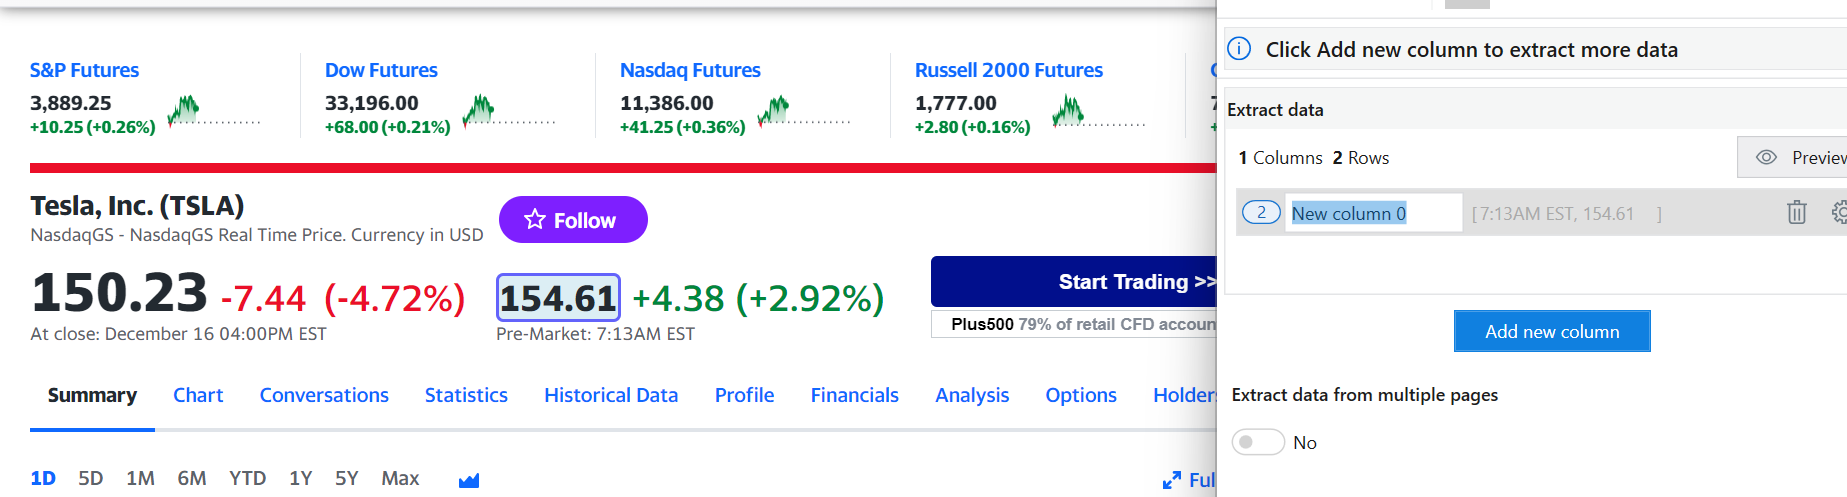 S&P Futures
3,889.25
+10.25 (+0.26%)
Dow Futures
33,196.00
+68.00 (+0.21%)
Nasdaq Futures
11,386.00
+41.25 (+0.36%)
Russell 2000 Futures
1,777.00
+2.80 (+0.16%)
Tesla, Inc. (TSLA)
NasdaqGS - NasdaqGS Real Time Price. Currency in USD
Follow
150.23 -7.44 (-4.72%)
At close: December 16 04:00PM EST
154.61 +4.38 (+2.92%)
Pre-Market: 7:13AM EST
Start Trading >>
Plus500 79% of retail CFD accoun
Summary Chart Conversations Statistics Historical Data Profile Financials Analysis Options Holders
1D 5D 1M 6M YTD 1Y 5Y Max
Ful
Click Add new column to extract more data
Extract data
1 Columns 2 Rows
Preview
2 New column 0 [7:13AM EST, 154.61 ]
Add new column
Extract data from multiple pages
No